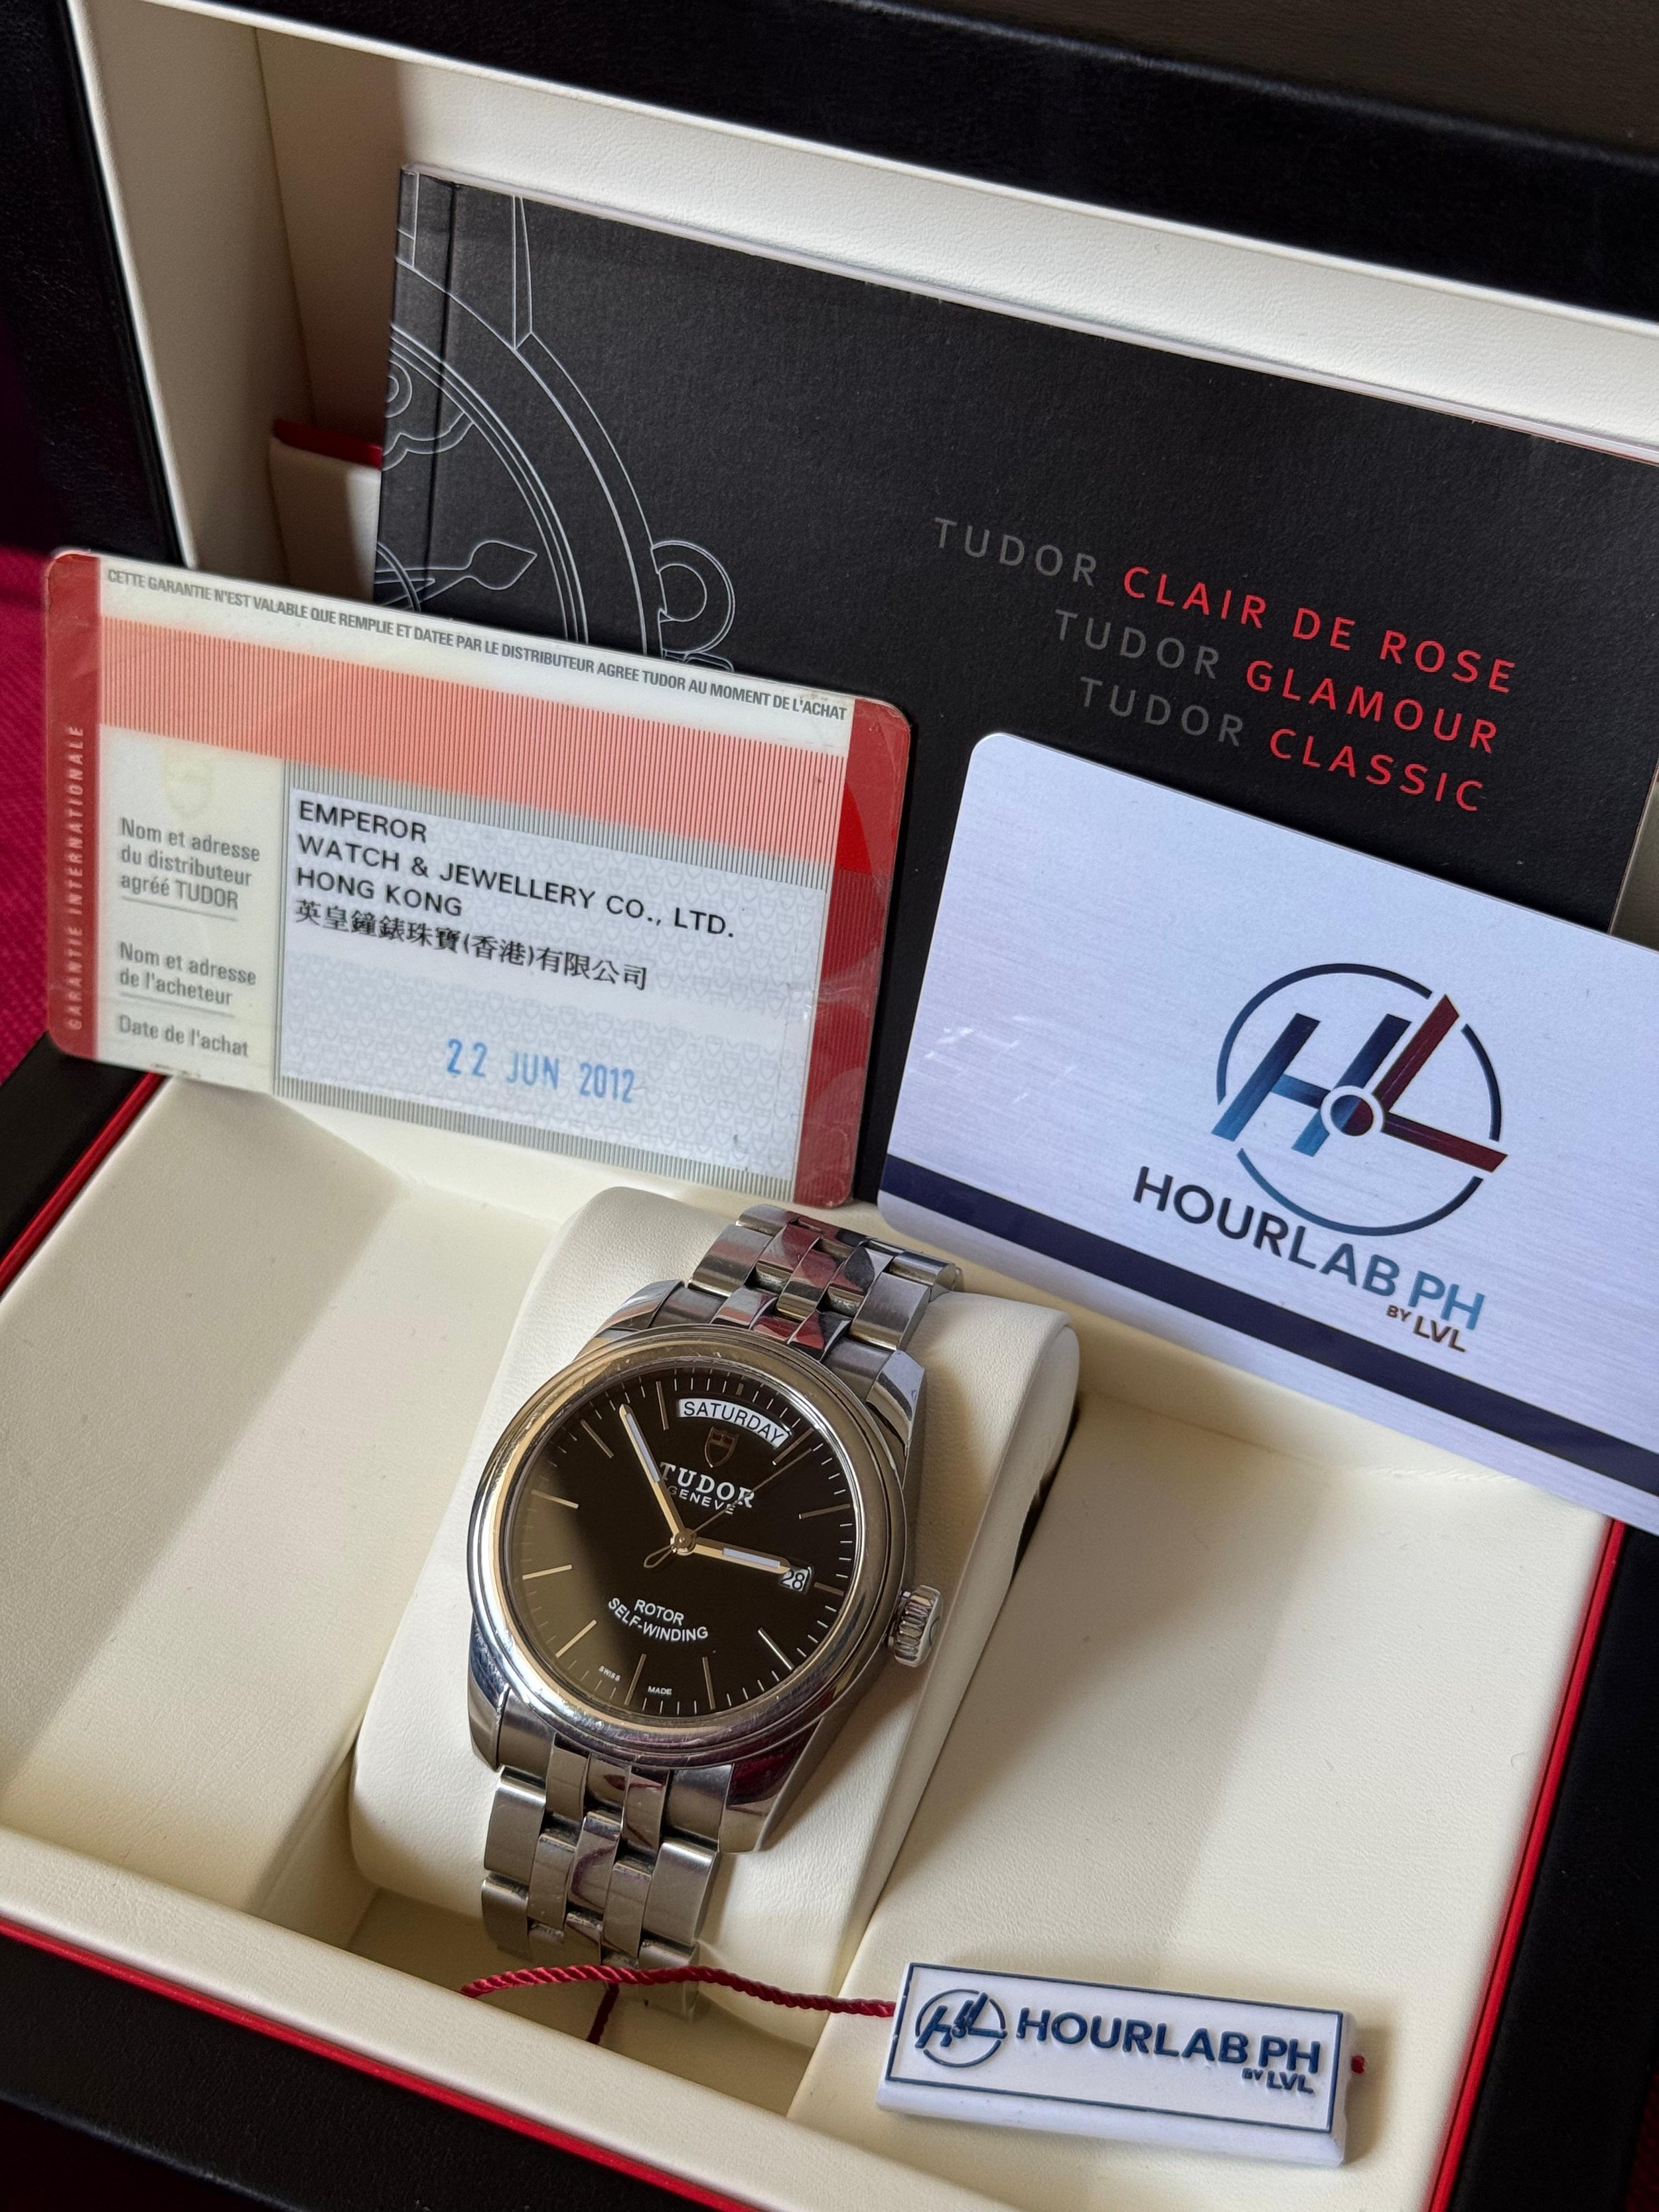 TUDOR CLAIR DE ROSE
TUDOR GLAMOUR
TUDOR CLASSIC
CETTE GARANTIE N'EST VALABLE QUE REMPLIE ET DATEE PAR LE DISTRIBUTEUR AGREE TUDOR AU MOMENT DE L'ACHAT
GARANTIE INTERNATIONALE
Nom et adresse
du distributeur
agréé TUDOR
EMPEROR
WATCH & JEWELLERY CO., LTD.
HONG KONG
英皇鐘錶珠寶(香港)有限公司
Nom et adresse
de l'acheteur
Date de l'achat
22 JUN 2012
HL
HOURLAB PH
BY LVL
SATURDAY
TUDOR
GENEVE
28
ROTOR
SELF-WINDING
SWISS MADE
HL HOURLAB PH
BY LVL